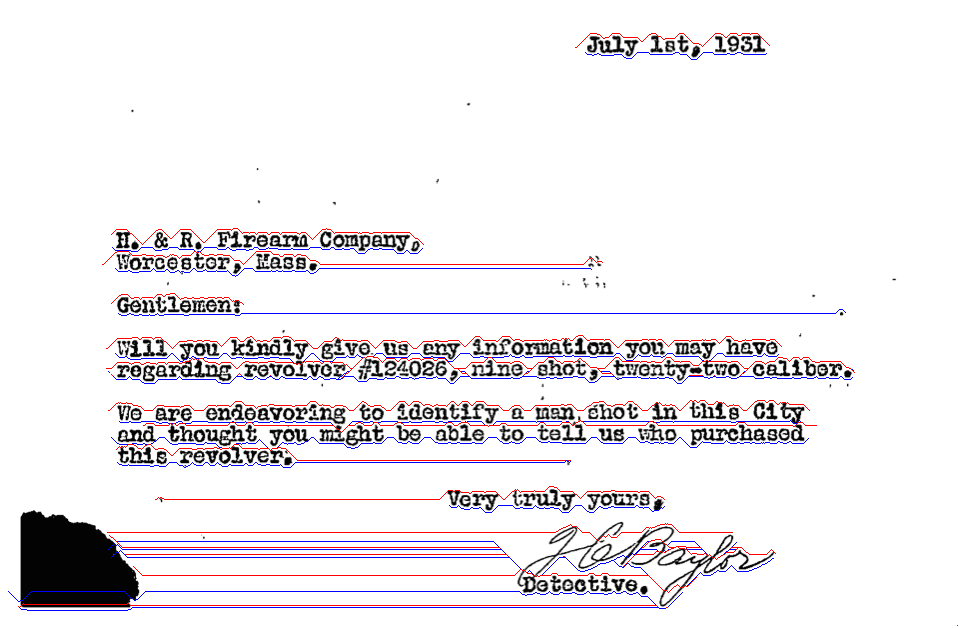 July 1st, 1931
H. & R. Firearm Company,
Worcester, Mass.
Gentlemen:
Will you kindly give us any information you may have
regarding revolver #124026, nine shot, twenty-two caliber.
We are endeavoring to identify a man shot in this City
and thought you might be able to tell us who purchased
this revolver.
Very truly yours,
J C Baylor
Detective.